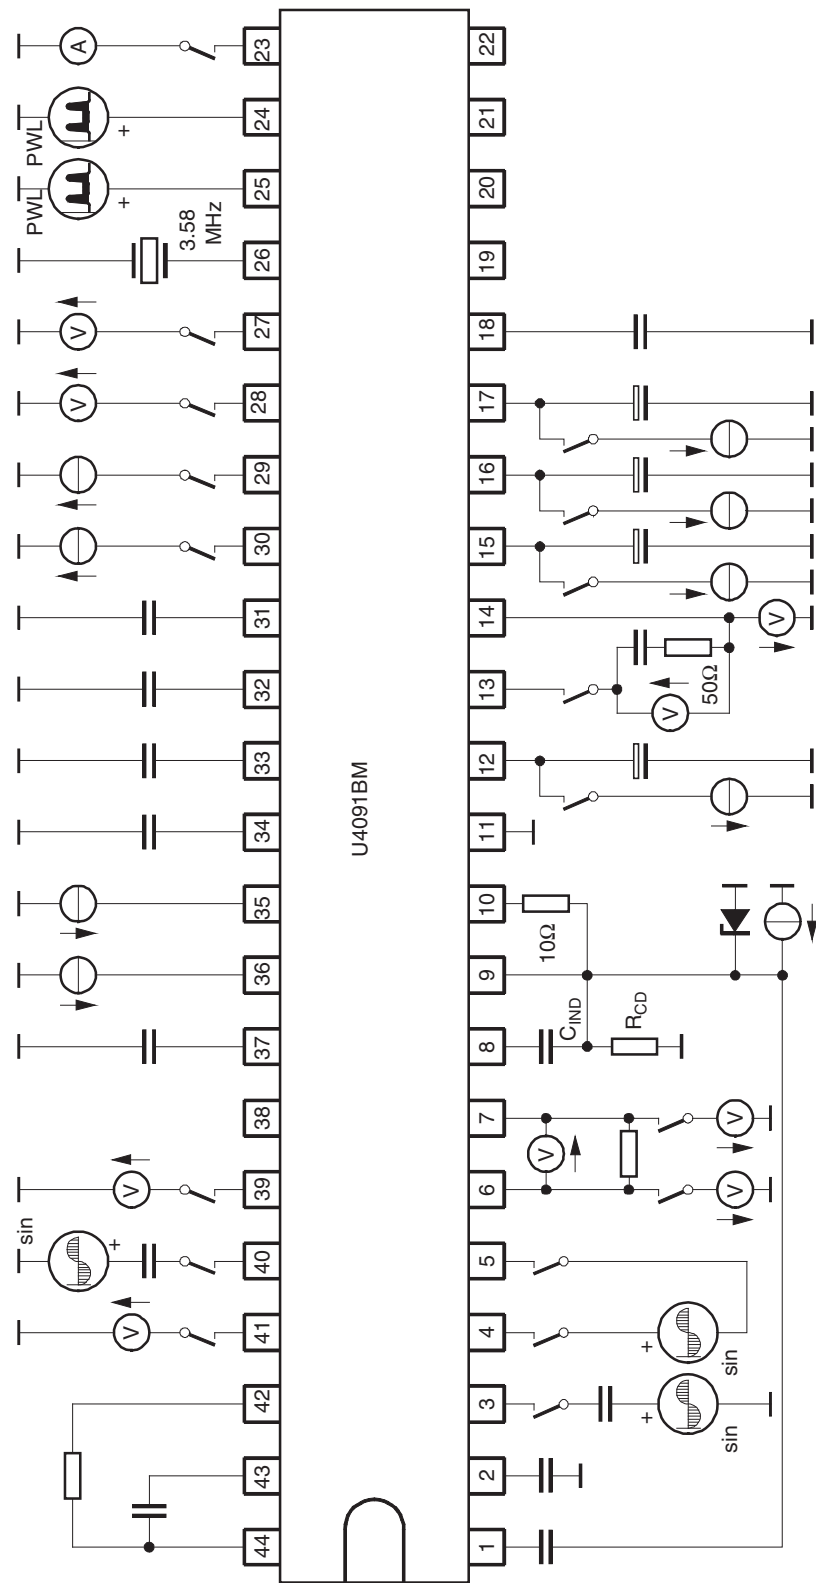 sin
PWL
PWL
V
V
A
V
+
V
+
+
3.58
MHz
44 43 42 41 40 39 38 37 36 35 34 33 32 31 30 29 28 27 26 25 24 23
U4091BM
1 2 3 4 5 6 7 8 9 10 11 12 13 14 15 16 17 18 19 20 21 22
V
10Ω
C_IND
R_CD
+
+
V
50Ω
sin
sin
V
V
V